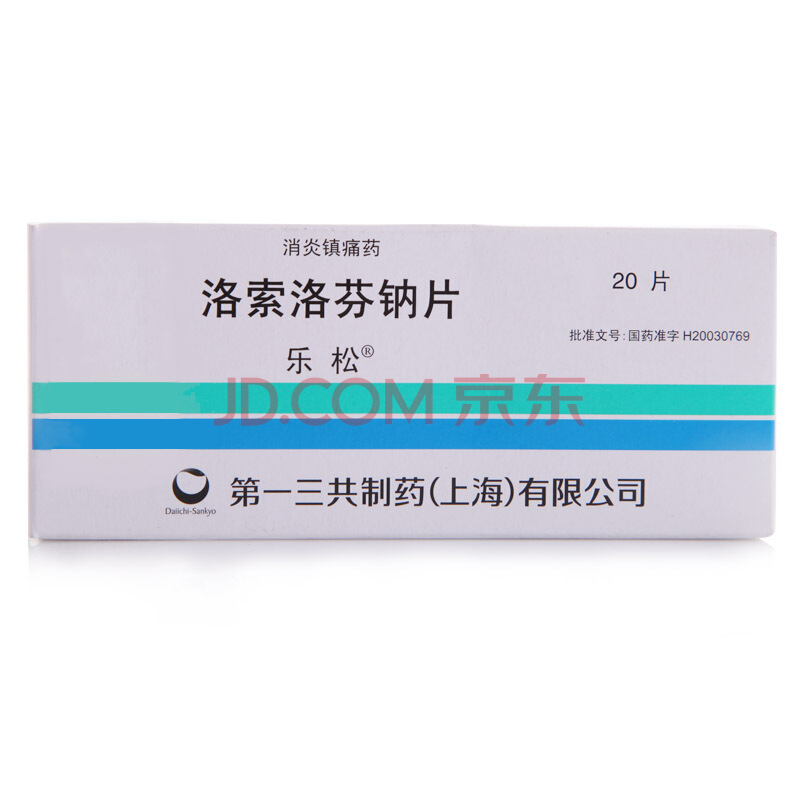 消炎镇痛药
洛索洛芬钠片
20 片
批准文号:国药准字 H20030769
乐 松®
JD.COM 京东
Daiichi-Sankyo
第一三共制药(上海)有限公司